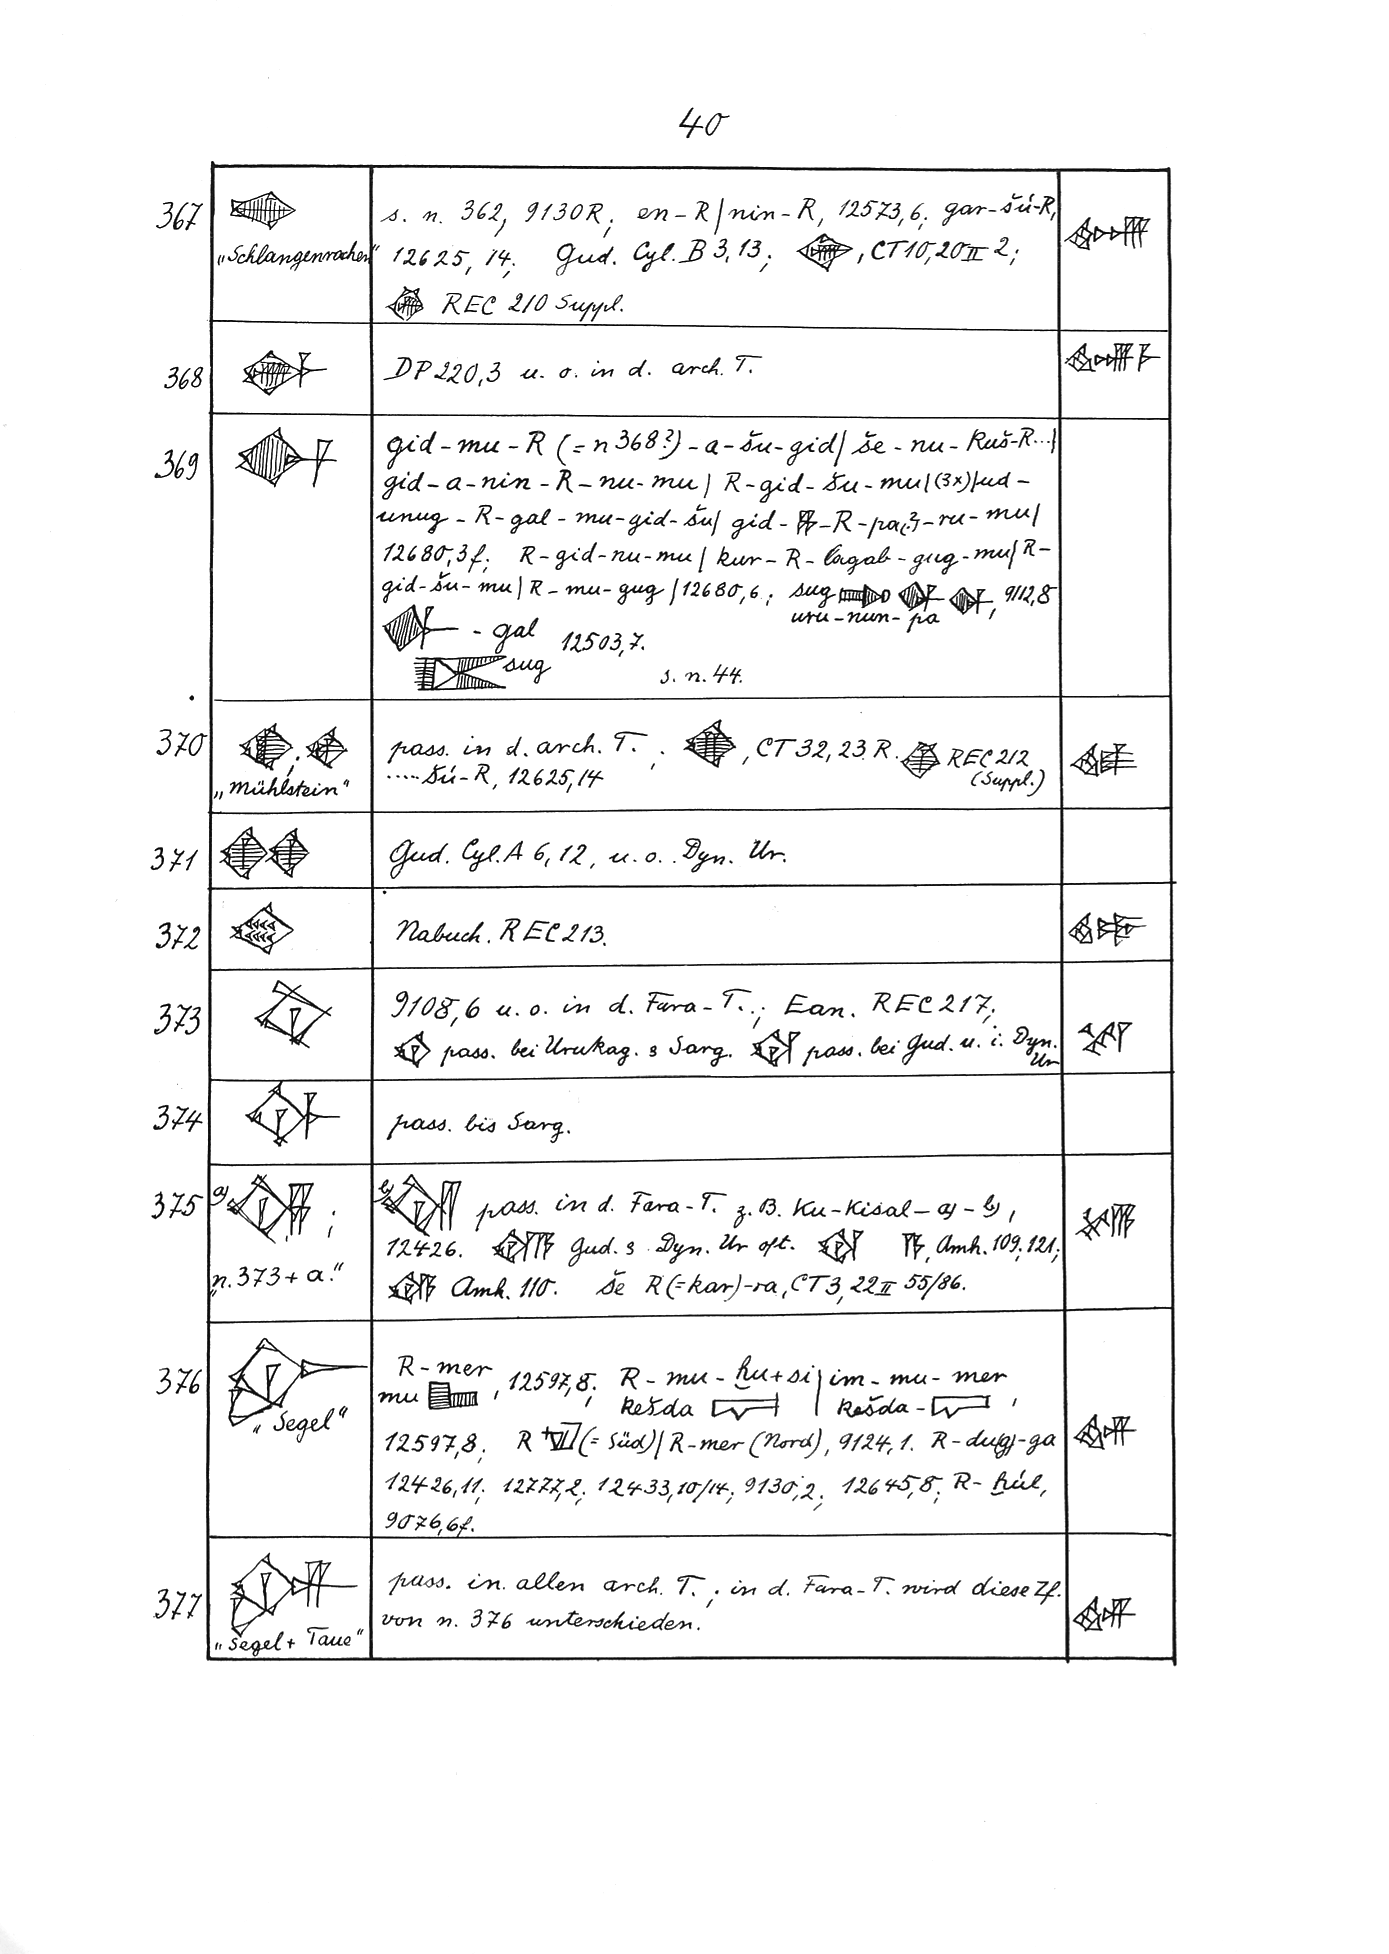 40
367
„Schlangenrachen“
s. n. 362, 9130R; en-R/nin-R, 12573,6; gar-šú-R,
12625,14; Gud. Cyl. B 3,13; , CT10,20 II 2;
REC 210 Suppl.
368
DP 220,3 u. o. in d. arch. T.
369
gid-mu-R (= n 368?)-a-šu-gid/ še-nu-Kuš-R.../
gid-a-nin-R-nu-mu/ R-gid-šu-mu/(3x)/ud-
unug-R-gal-mu-gid-šu/ gid- -R-pa(?)-ru-mu/
12680,3f; R-gid-nu-mu/ kur-R-lagab-gug-mu/R-
gid-šu-mu/R-mu-gug/12680,6; sug , 9112,8
uru-nun-pa
-gal 12503,7.
sug s. n. 44.
370
„Mühlstein“
pass. in d. arch. T. ; , CT 32,23 R. REC 212
.....šú-R, 12625,14 (Suppl.)
371
Gud. Cyl. A 6,12, u. o. Dyn. Ur.
372
Nabuch. REC 213.
373
9108,6 u. o. in d. Fara-T.; Ean. REC 217;
pass. bei Urukag. & Sarg. pass. bei Gud. u. i. Dyn.
Ur
374
pass. bis Sarg.
375
a) ;
„n. 373 + a.“
b) pass. in d. Fara-T. z. B. Ku-Kisal-a)-b),
12426. Gud. & Dyn. Ur oft. , Amh. 109; 121;
Amh. 110. še R(=kar)-ra, CT 3, 22 II 55/86.
376
„Segel“
R-mer
mu , 12597,8; R-mu-ḫu+si/im-mu-mer
kešda / kešda- ,
12597,8; R (= Süd)/R-mer (Nord), 9124,1. R-dug-ga
12426,11; 12777,2; 12433,10/14; 9130,2; 12645,8; R-ḫúl,
9076,6f.
377
„Segel + Taue“
pass. in allen arch. T.; in d. Fara-T. wird diese Zf.
von n. 376 unterschieden.